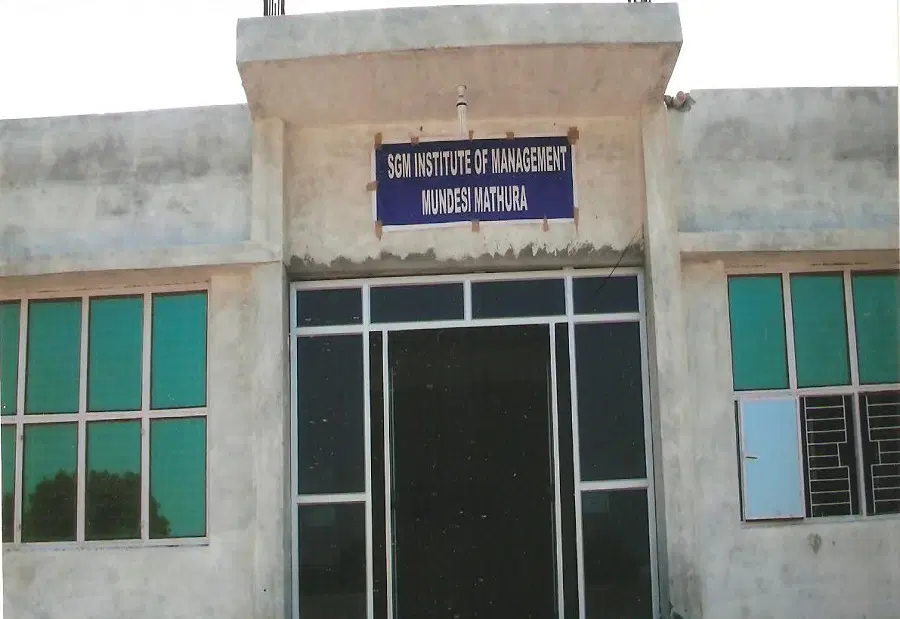 SGM INSTITUTE OF MANAGEMENT
MUNDESI MATHURA